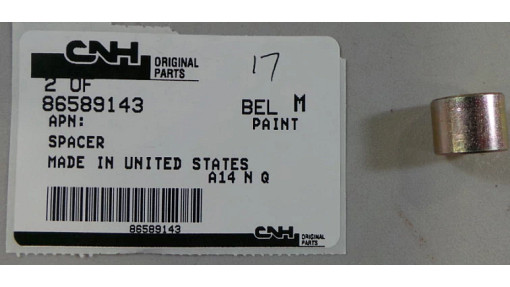 CNH ORIGINAL
PARTS
17
2 OF
86589143
BEL M
APN:
PAINT
SPACER
MADE IN UNITED STATES
A14 N Q
86589143
CNH ORIGINAL
PARTS